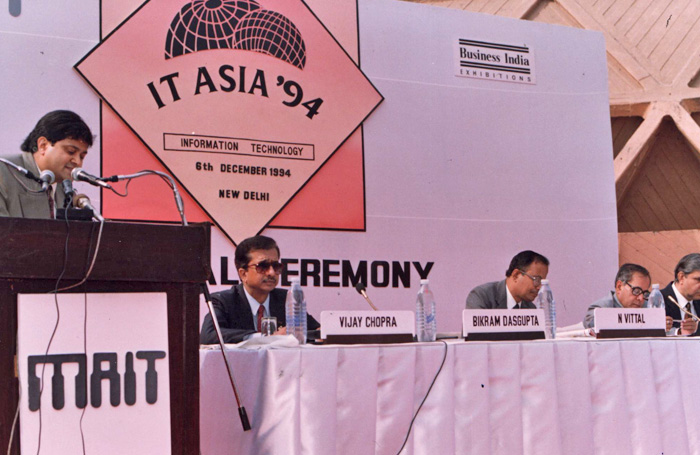 IT ASIA '94
INFORMATION TECHNOLOGY
6th DECEMBER 1994
NEW DELHI
Business India
EXHIBITIONS
CEREMONY
VIJAY CHOPRA
BIKRAM DASGUPTA
N VITTAL
MAIT